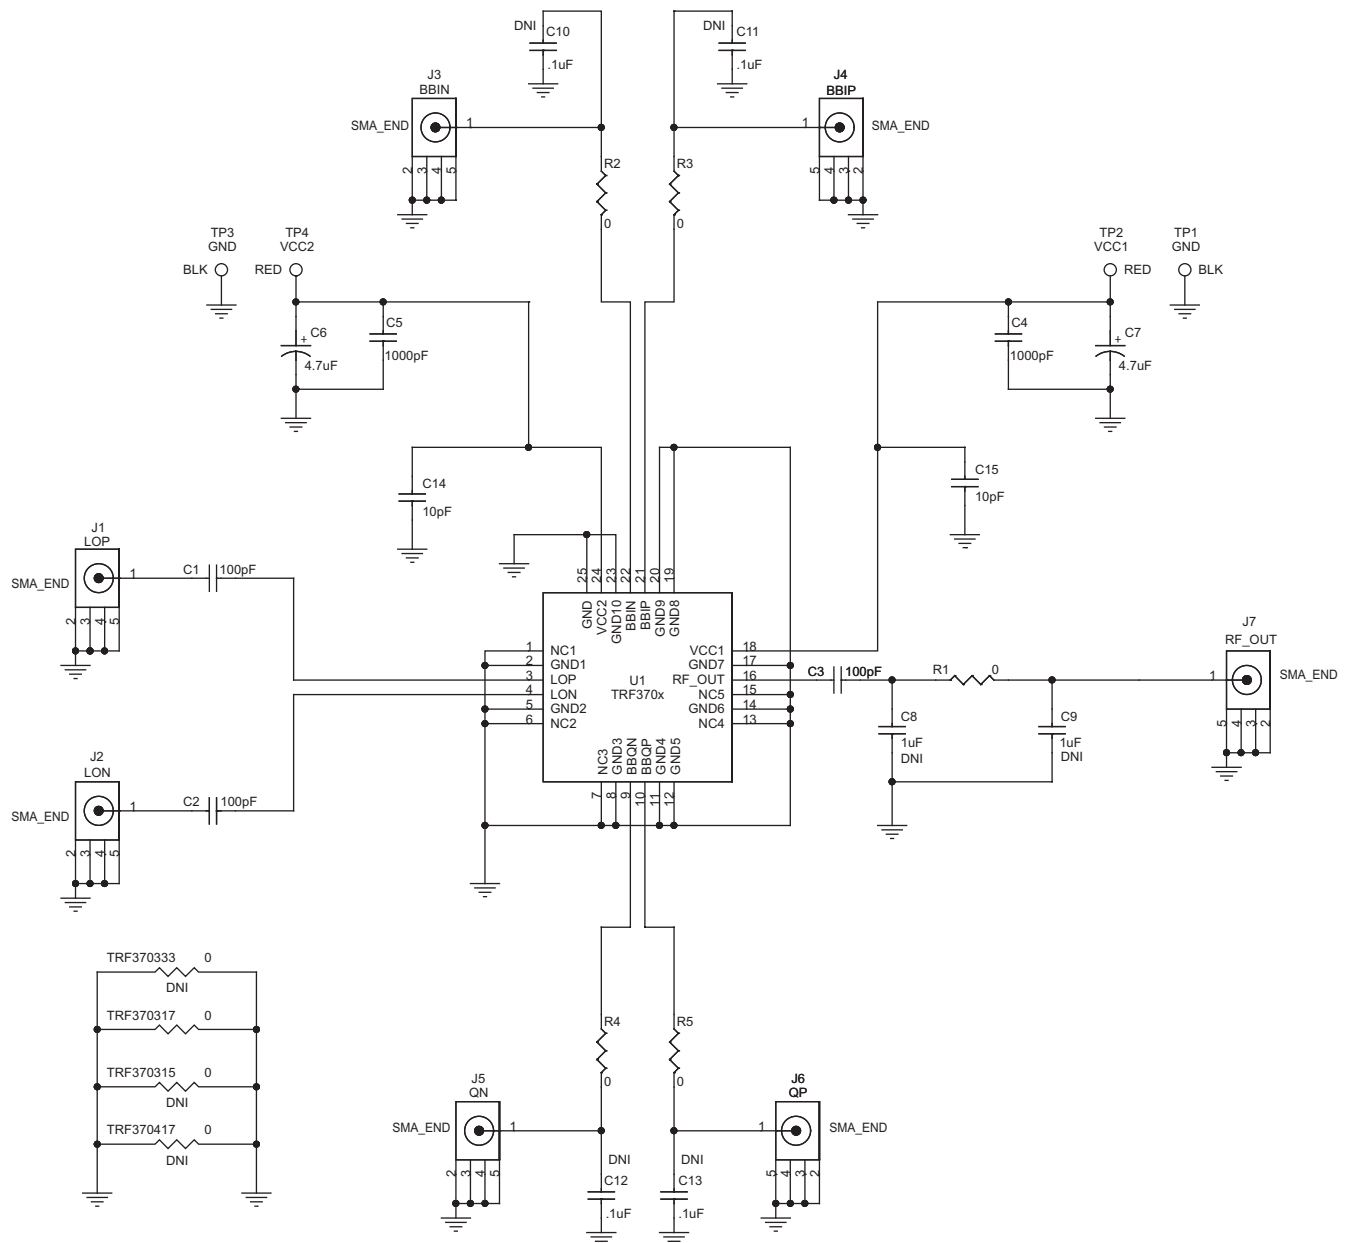 DNI
C10
.1uF
DNI
C11
.1uF
J3
BBIN
SMA_END
1
2
3
4
5
J4
BBIP
1
SMA_END
5
4
3
2
R2
0
R3
0
TP3
GND
BLK
TP4
VCC2
RED
C6
+
4.7uF
C5
1000pF
TP2
VCC1
RED
TP1
GND
BLK
C4
1000pF
C7
+
4.7uF
C14
10pF
C15
10pF
J1
LOP
SMA_END
1
2
3
4
5
C1
100pF
J2
LON
SMA_END
1
2
3
4
5
C2
100pF
25
24
23
22
21
20
19
GND
VCC2
GND10
BBIN
BBIP
GND9
GND8
1
NC1
2
GND1
3
LOP
4
LON
5
GND2
6
NC2
U1
TRF370x
VCC1
18
GND7
17
RF_OUT
16
NC5
15
GND6
14
NC4
13
NC3
GND3
BBQN
BBQP
GND4
GND5
7
8
9
10
11
12
C3
100pF
R1
0
C8
1uF
DNI
C9
1uF
DNI
J7
RF_OUT
1
SMA_END
5
4
3
2
TRF370333
0
DNI
TRF370317
0
TRF370315
0
DNI
TRF370417
0
DNI
R4
0
R5
0
J5
QN
SMA_END
1
2
3
4
5
J6
QP
1
SMA_END
5
4
3
2
DNI
C12
.1uF
DNI
C13
.1uF